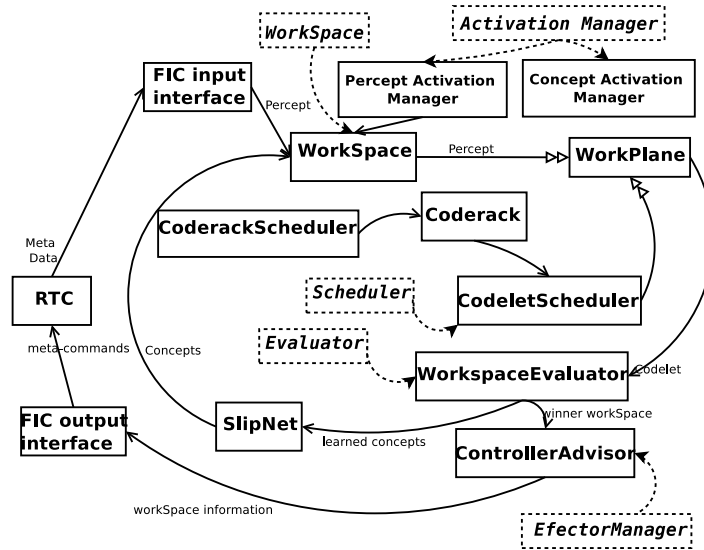 Activation Manager
WorkSpace
FIC input
interface
Percept Activation
Manager
Concept Activation
Manager
Percept
WorkSpace
Percept
WorkPlane
CoderackScheduler
Coderack
Meta
Data
RTC
Scheduler
CodeletScheduler
Evaluator
meta-commands
Concepts
WorkspaceEvaluator
Codelet
FIC output
interface
SlipNet
winner workSpace
learned concepts
ControllerAdvisor
workSpace information
EfectorManager